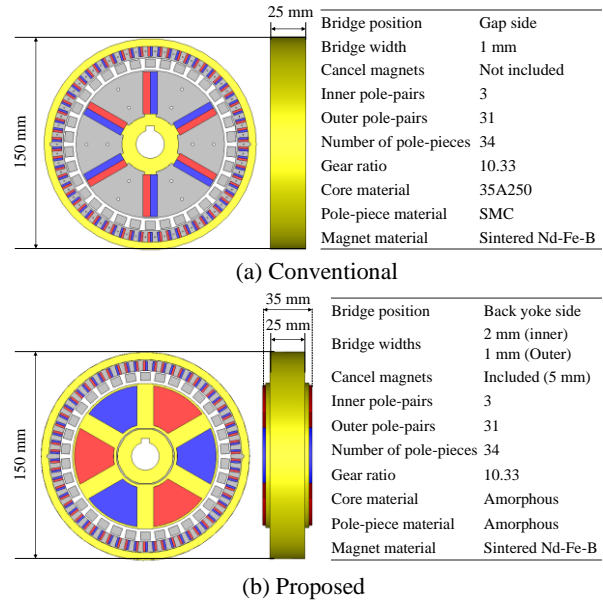 25 mm
150 mm
Bridge position Gap side
Bridge width 1 mm
Cancel magnets Not included
Inner pole-pairs 3
Outer pole-pairs 31
Number of pole-pieces 34
Gear ratio 10.33
Core material 35A250
Pole-piece material SMC
Magnet material Sintered Nd-Fe-B
(a) Conventional
35 mm
25 mm
150 mm
Bridge position Back yoke side
Bridge widths 2 mm (inner)
1 mm (Outer)
Cancel magnets Included (5 mm)
Inner pole-pairs 3
Outer pole-pairs 31
Number of pole-pieces 34
Gear ratio 10.33
Core material Amorphous
Pole-piece material Amorphous
Magnet material Sintered Nd-Fe-B
(b) Proposed